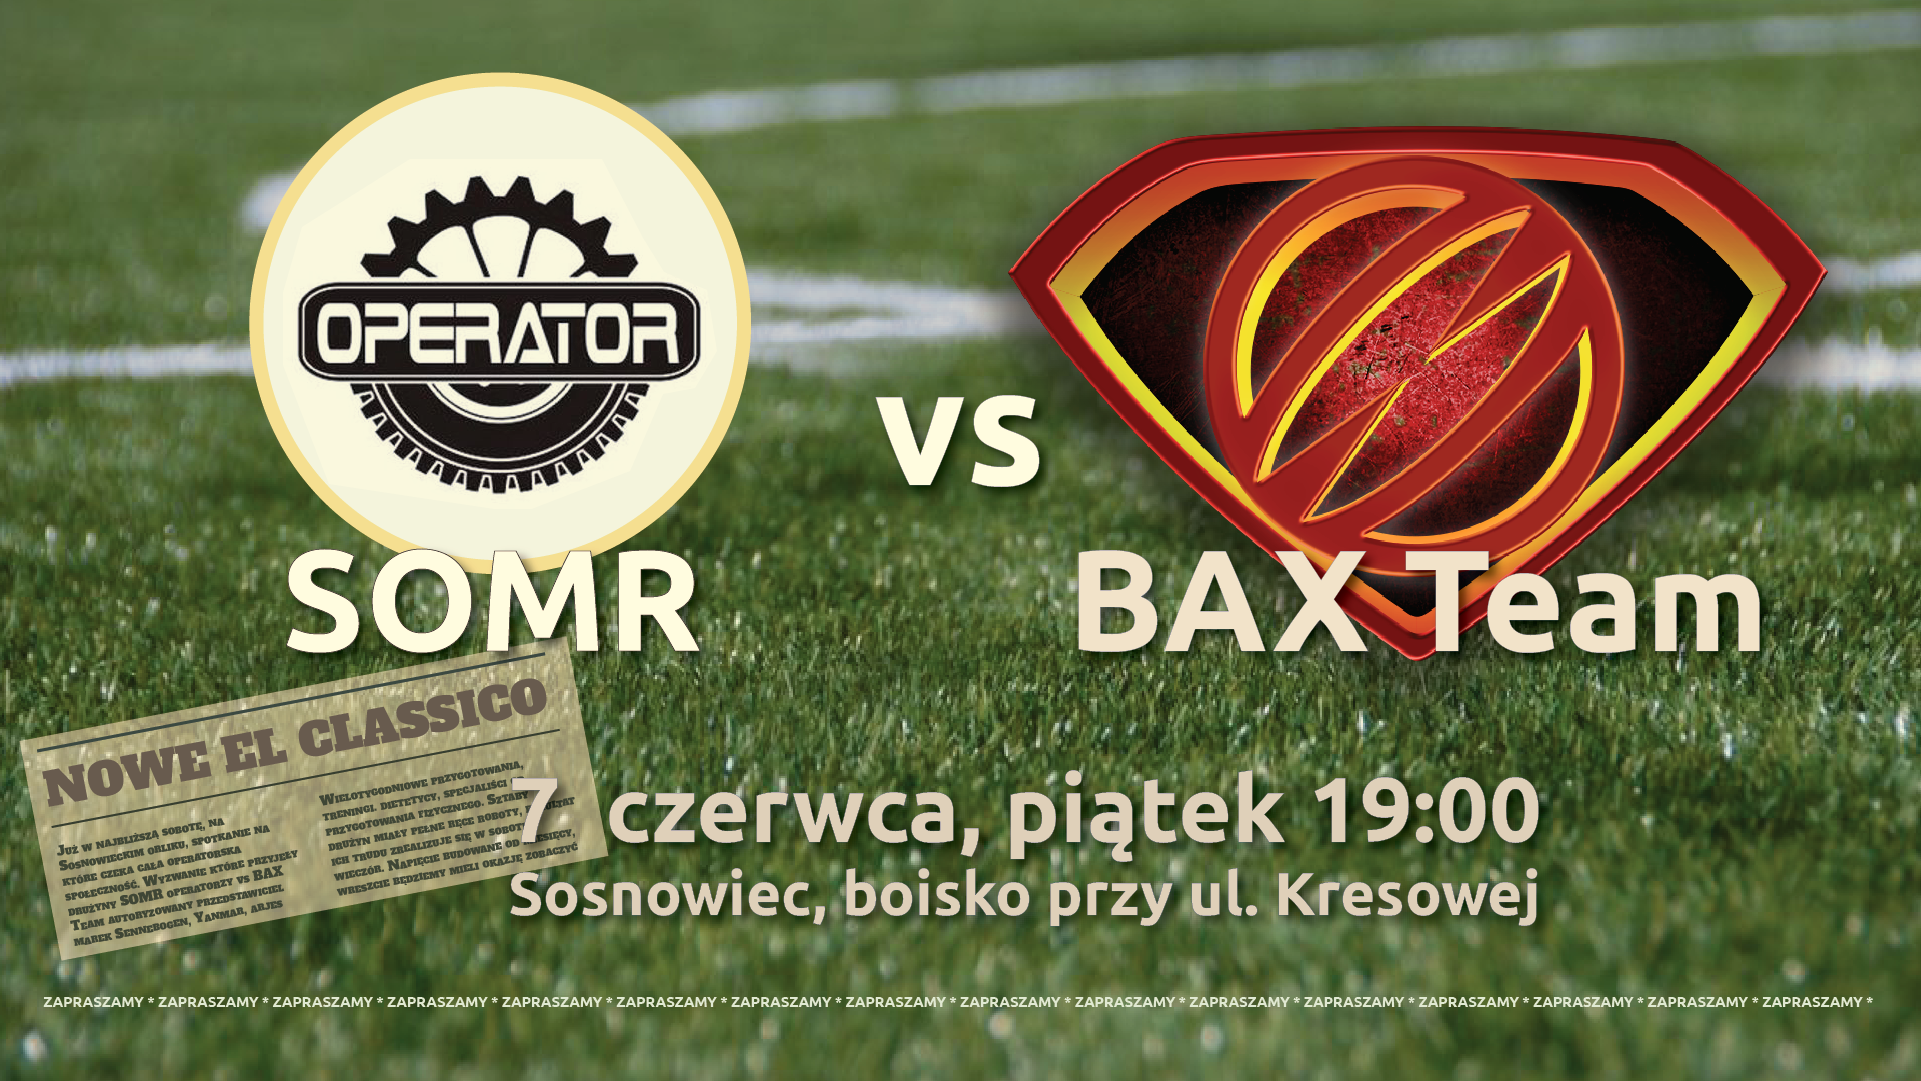 OPERATOR
vs
SOMR
BAX Team
NOWE EL CLASSICO
Już w najbliższą sobotę, na
Sosnowieckim orliku, spotkanie na
które czeka cała operatorska
społeczność. Wyzwanie które przyjęły
drużyny SOMR operatorzy vs BAX
Team autoryzowany przedstawiciel
marek Sennebogen, Yanmar, arjes
Wielotygodniowe przygotowania,
treningi. dietetycy, specjaliści
przygotowania fizycznego. Sztaby
drużyn miały pełne ręce roboty,
ich trudu zrealizuje się w sobotę
wieczór. Napięcie budowane od miesięcy,
wreszcie będziemy mieli okazję zobaczyć
7 czerwca, piątek 19:00
Sosnowiec, boisko przy ul. Kresowej
ZAPRASZAMY * ZAPRASZAMY * ZAPRASZAMY * ZAPRASZAMY * ZAPRASZAMY * ZAPRASZAMY * ZAPRASZAMY * ZAPRASZAMY * ZAPRASZAMY * ZAPRASZAMY * ZAPRASZAMY * ZAPRASZAMY * ZAPRASZAMY * ZAPRASZAMY * ZAPRASZAMY * ZAPRASZAMY *